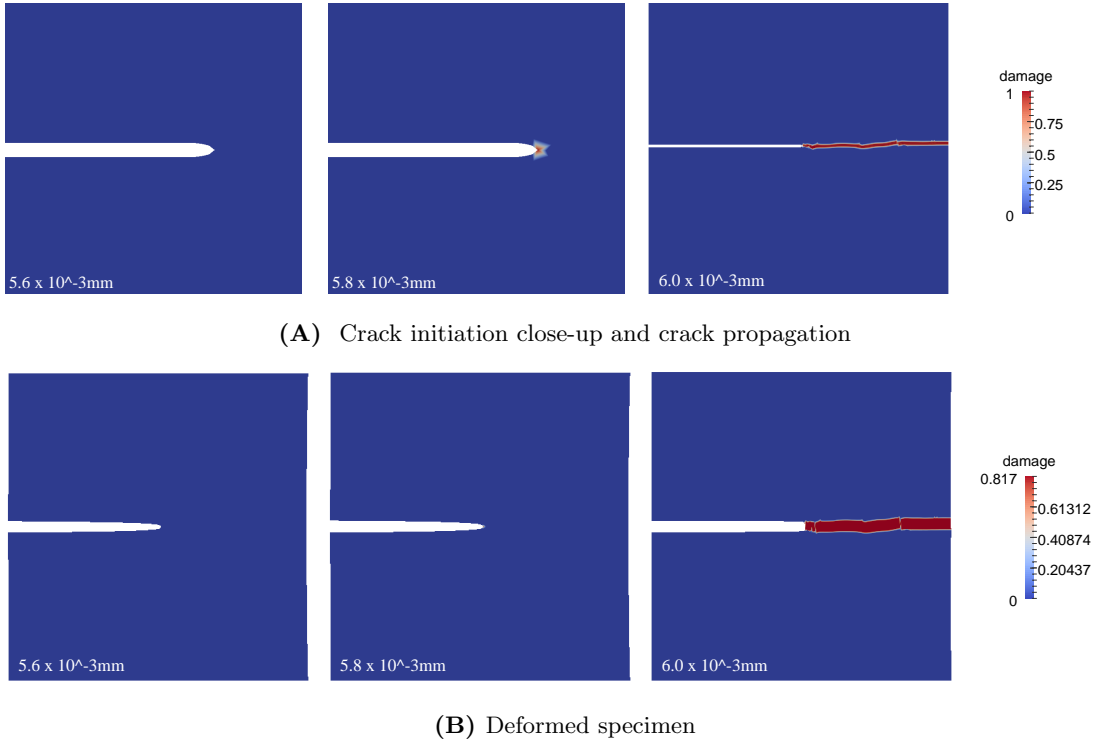 damage
1
0.75
0.5
0.25
0
5.6 x 10^-3mm
5.8 x 10^-3mm
6.0 x 10^-3mm
(A) Crack initiation close-up and crack propagation
damage
0.817
0.61312
0.40874
0.20437
0
5.6 x 10^-3mm
5.8 x 10^-3mm
6.0 x 10^-3mm
(B) Deformed specimen